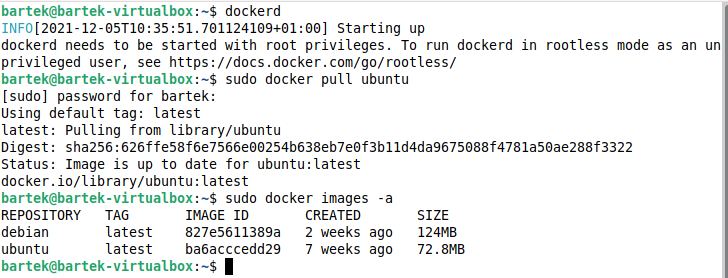 bartek@bartek-virtualbox:~$ dockerd
INFO[2021-12-05T10:35:51.701124109+01:00] Starting up
dockerd needs to be started with root privileges. To run dockerd in rootless mode as an un
privileged user, see https://docs.docker.com/go/rootless/
bartek@bartek-virtualbox:~$ sudo docker pull ubuntu
[sudo] password for bartek:
Using default tag: latest
latest: Pulling from library/ubuntu
Digest: sha256:626ffe58f6e7566e00254b638eb7e0f3b11d4da9675088f4781a50ae288f3322
Status: Image is up to date for ubuntu:latest
docker.io/library/ubuntu:latest
bartek@bartek-virtualbox:~$ sudo docker images -a
REPOSITORY   TAG       IMAGE ID       CREATED       SIZE
debian       latest    827e5611389a   2 weeks ago   124MB
ubuntu       latest    ba6acccedd29   7 weeks ago   72.8MB
bartek@bartek-virtualbox:~$